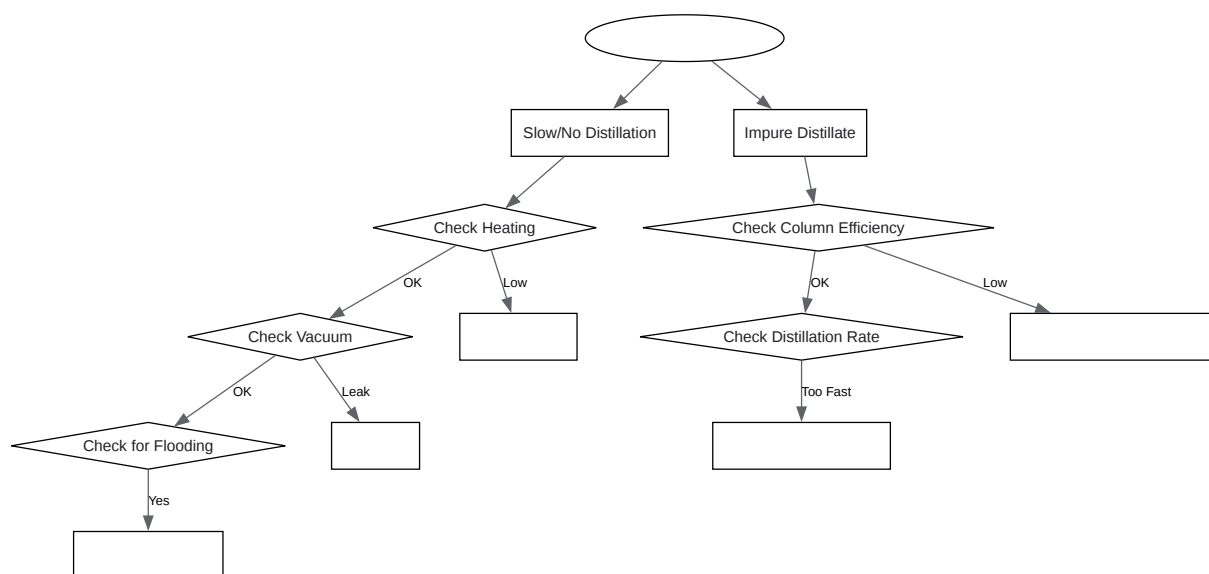 Slow/No Distillation
Impure Distillate
Check Heating
Check Column Efficiency
OK
Low
OK
Low
Check Vacuum
Check Distillation Rate
OK
Leak
Too Fast
Check for Flooding
Yes